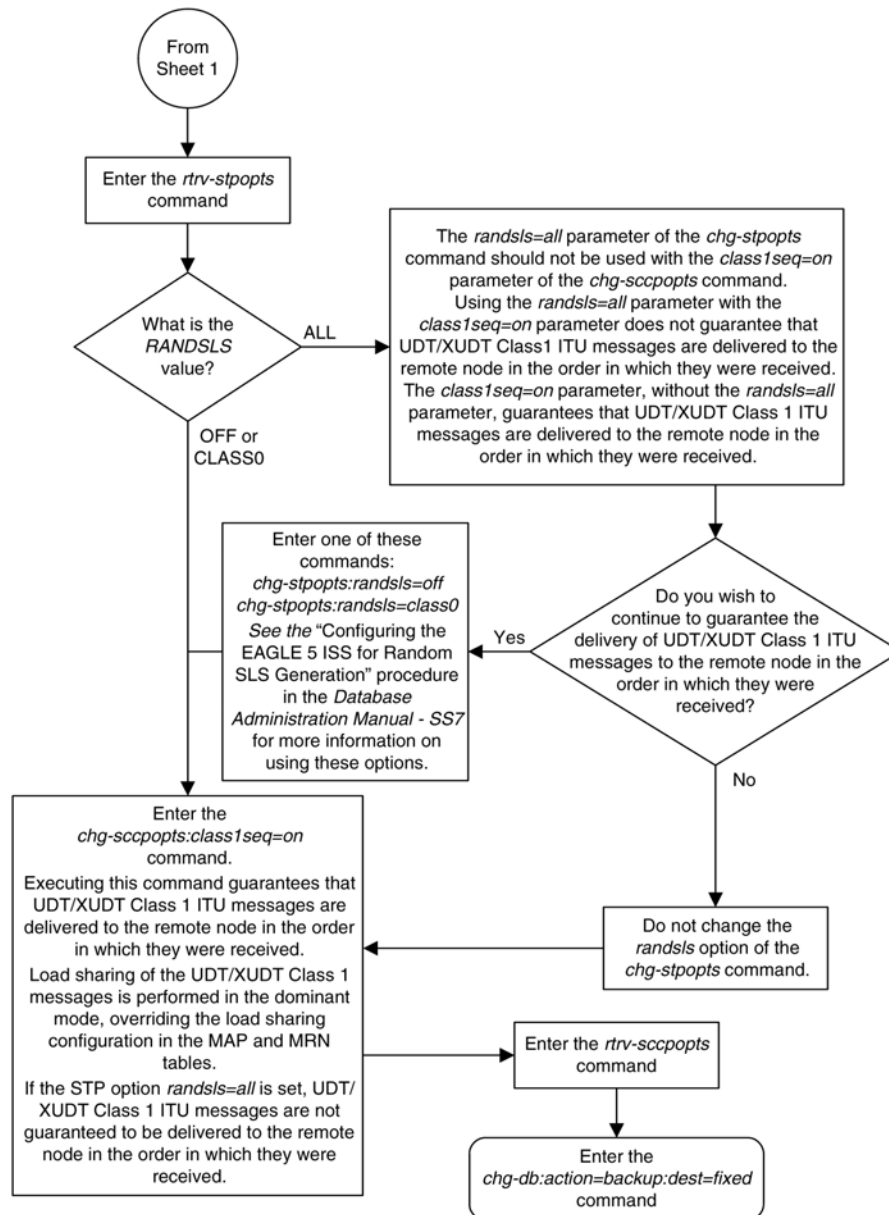 From
Sheet 1
Enter the rtrv-stpopts
command
What is the
RANDSLS
value?
ALL
The randsls=all parameter of the chg-stpopts
command should not be used with the class1seq=on
parameter of the chg-sccpopts command.
Using the randsls=all parameter with the
class1seq=on parameter does not guarantee that
UDT/XUDT Class1 ITU messages are delivered to the
remote node in the order in which they were received.
The class1seq=on parameter, without the randsls=all
parameter, guarantees that UDT/XUDT Class 1 ITU
messages are delivered to the remote node in the
order in which they were received.
OFF or
CLASS0
Enter one of these
commands:
chg-stpopts:randsls=off
chg-stpopts:randsls=class0
See the “Configuring the
EAGLE 5 ISS for Random
SLS Generation” procedure
in the Database
Administration Manual - SS7
for more information on
using these options.
Yes
Do you wish to
continue to guarantee the
delivery of UDT/XUDT Class 1 ITU
messages to the remote node in the
order in which they were
received?
No
Enter the
chg-sccpopts:class1seq=on
command.
Executing this command guarantees that
UDT/XUDT Class 1 ITU messages are
delivered to the remote node in the order
in which they were received.
Load sharing of the UDT/XUDT Class 1
messages is performed in the dominant
mode, overriding the load sharing
configuration in the MAP and MRN
tables.
If the STP option randsls=all is set, UDT/
XUDT Class 1 ITU messages are not
guaranteed to be delivered to the remote
node in the order in which they were
received.
Do not change the
randsls option of the
chg-stpopts command.
Enter the rtrv-sccpopts
command
Enter the
chg-db:action=backup:dest=fixed
command